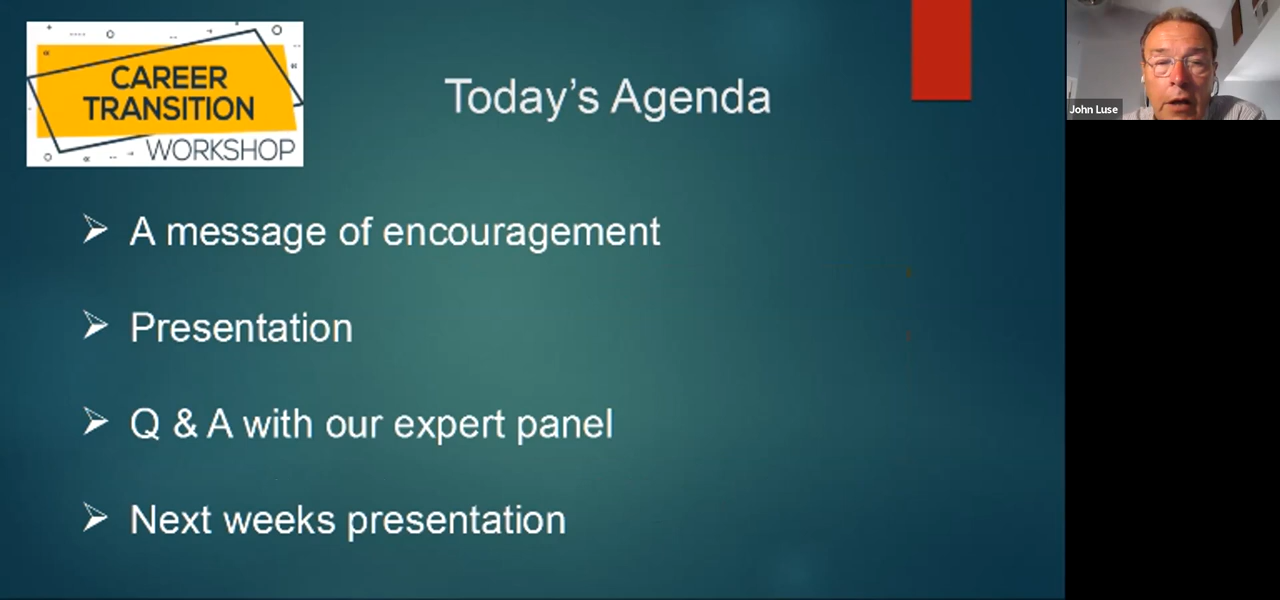 CAREER
TRANSITION
WORKSHOP
Today's Agenda
John Luse
A message of encouragement
Presentation
Q & A with our expert panel
Next weeks presentation